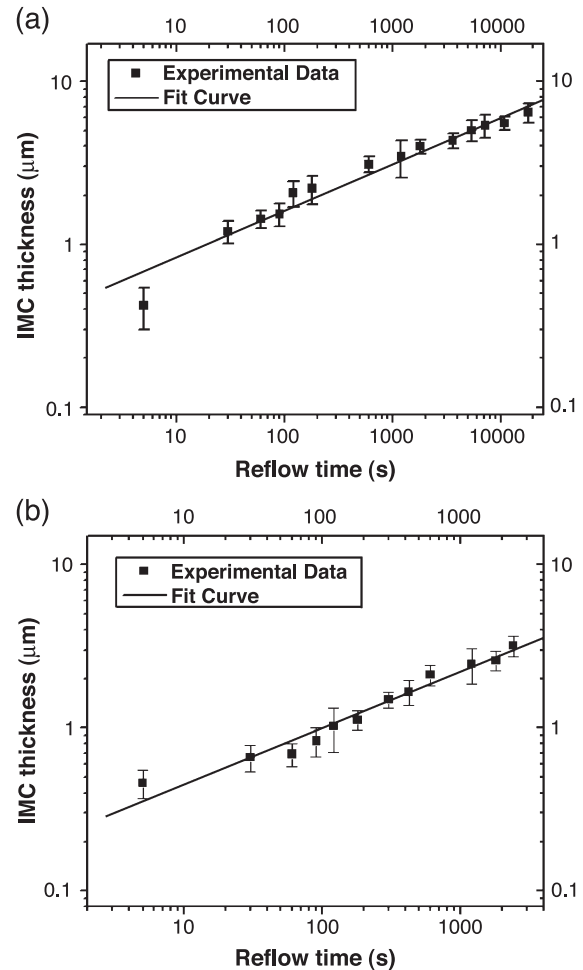 (a)
10 100 1000 10000
10 10
Experimental Data
Fit Curve
IMC thickness (μm)
1 1
0.1 0.1
10 100 1000 10000
Reflow time (s)
(b)
10 100 1000
10 10
Experimental Data
Fit Curve
IMC thickness (μm)
1 1
0.1 0.1
10 100 1000
Reflow time (s)